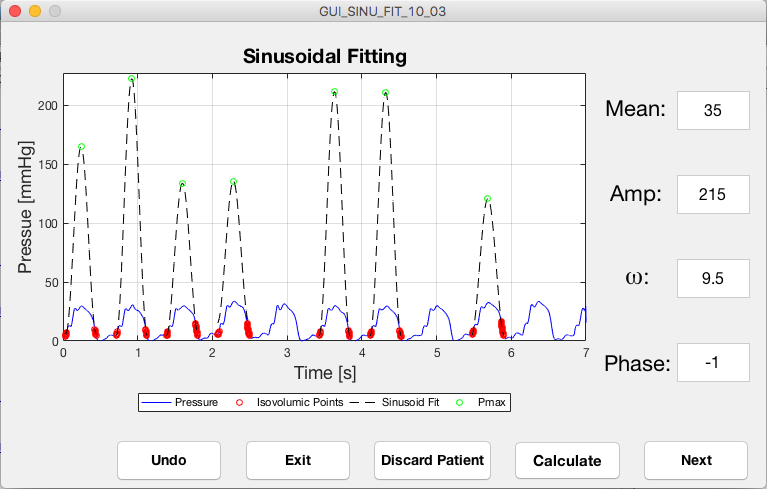 GUI_SINU_FIT_10_03
Sinusoidal Fitting
Pressue [mmHg]
200
150
100
50
0
0 1 2 3 4 5 6 7
Time [s]
Pressure Isovolumic Points Sinusoid Fit Pmax
Mean: 35
Amp: 215
ω: 9.5
Phase: -1
Undo Exit Discard Patient Calculate Next